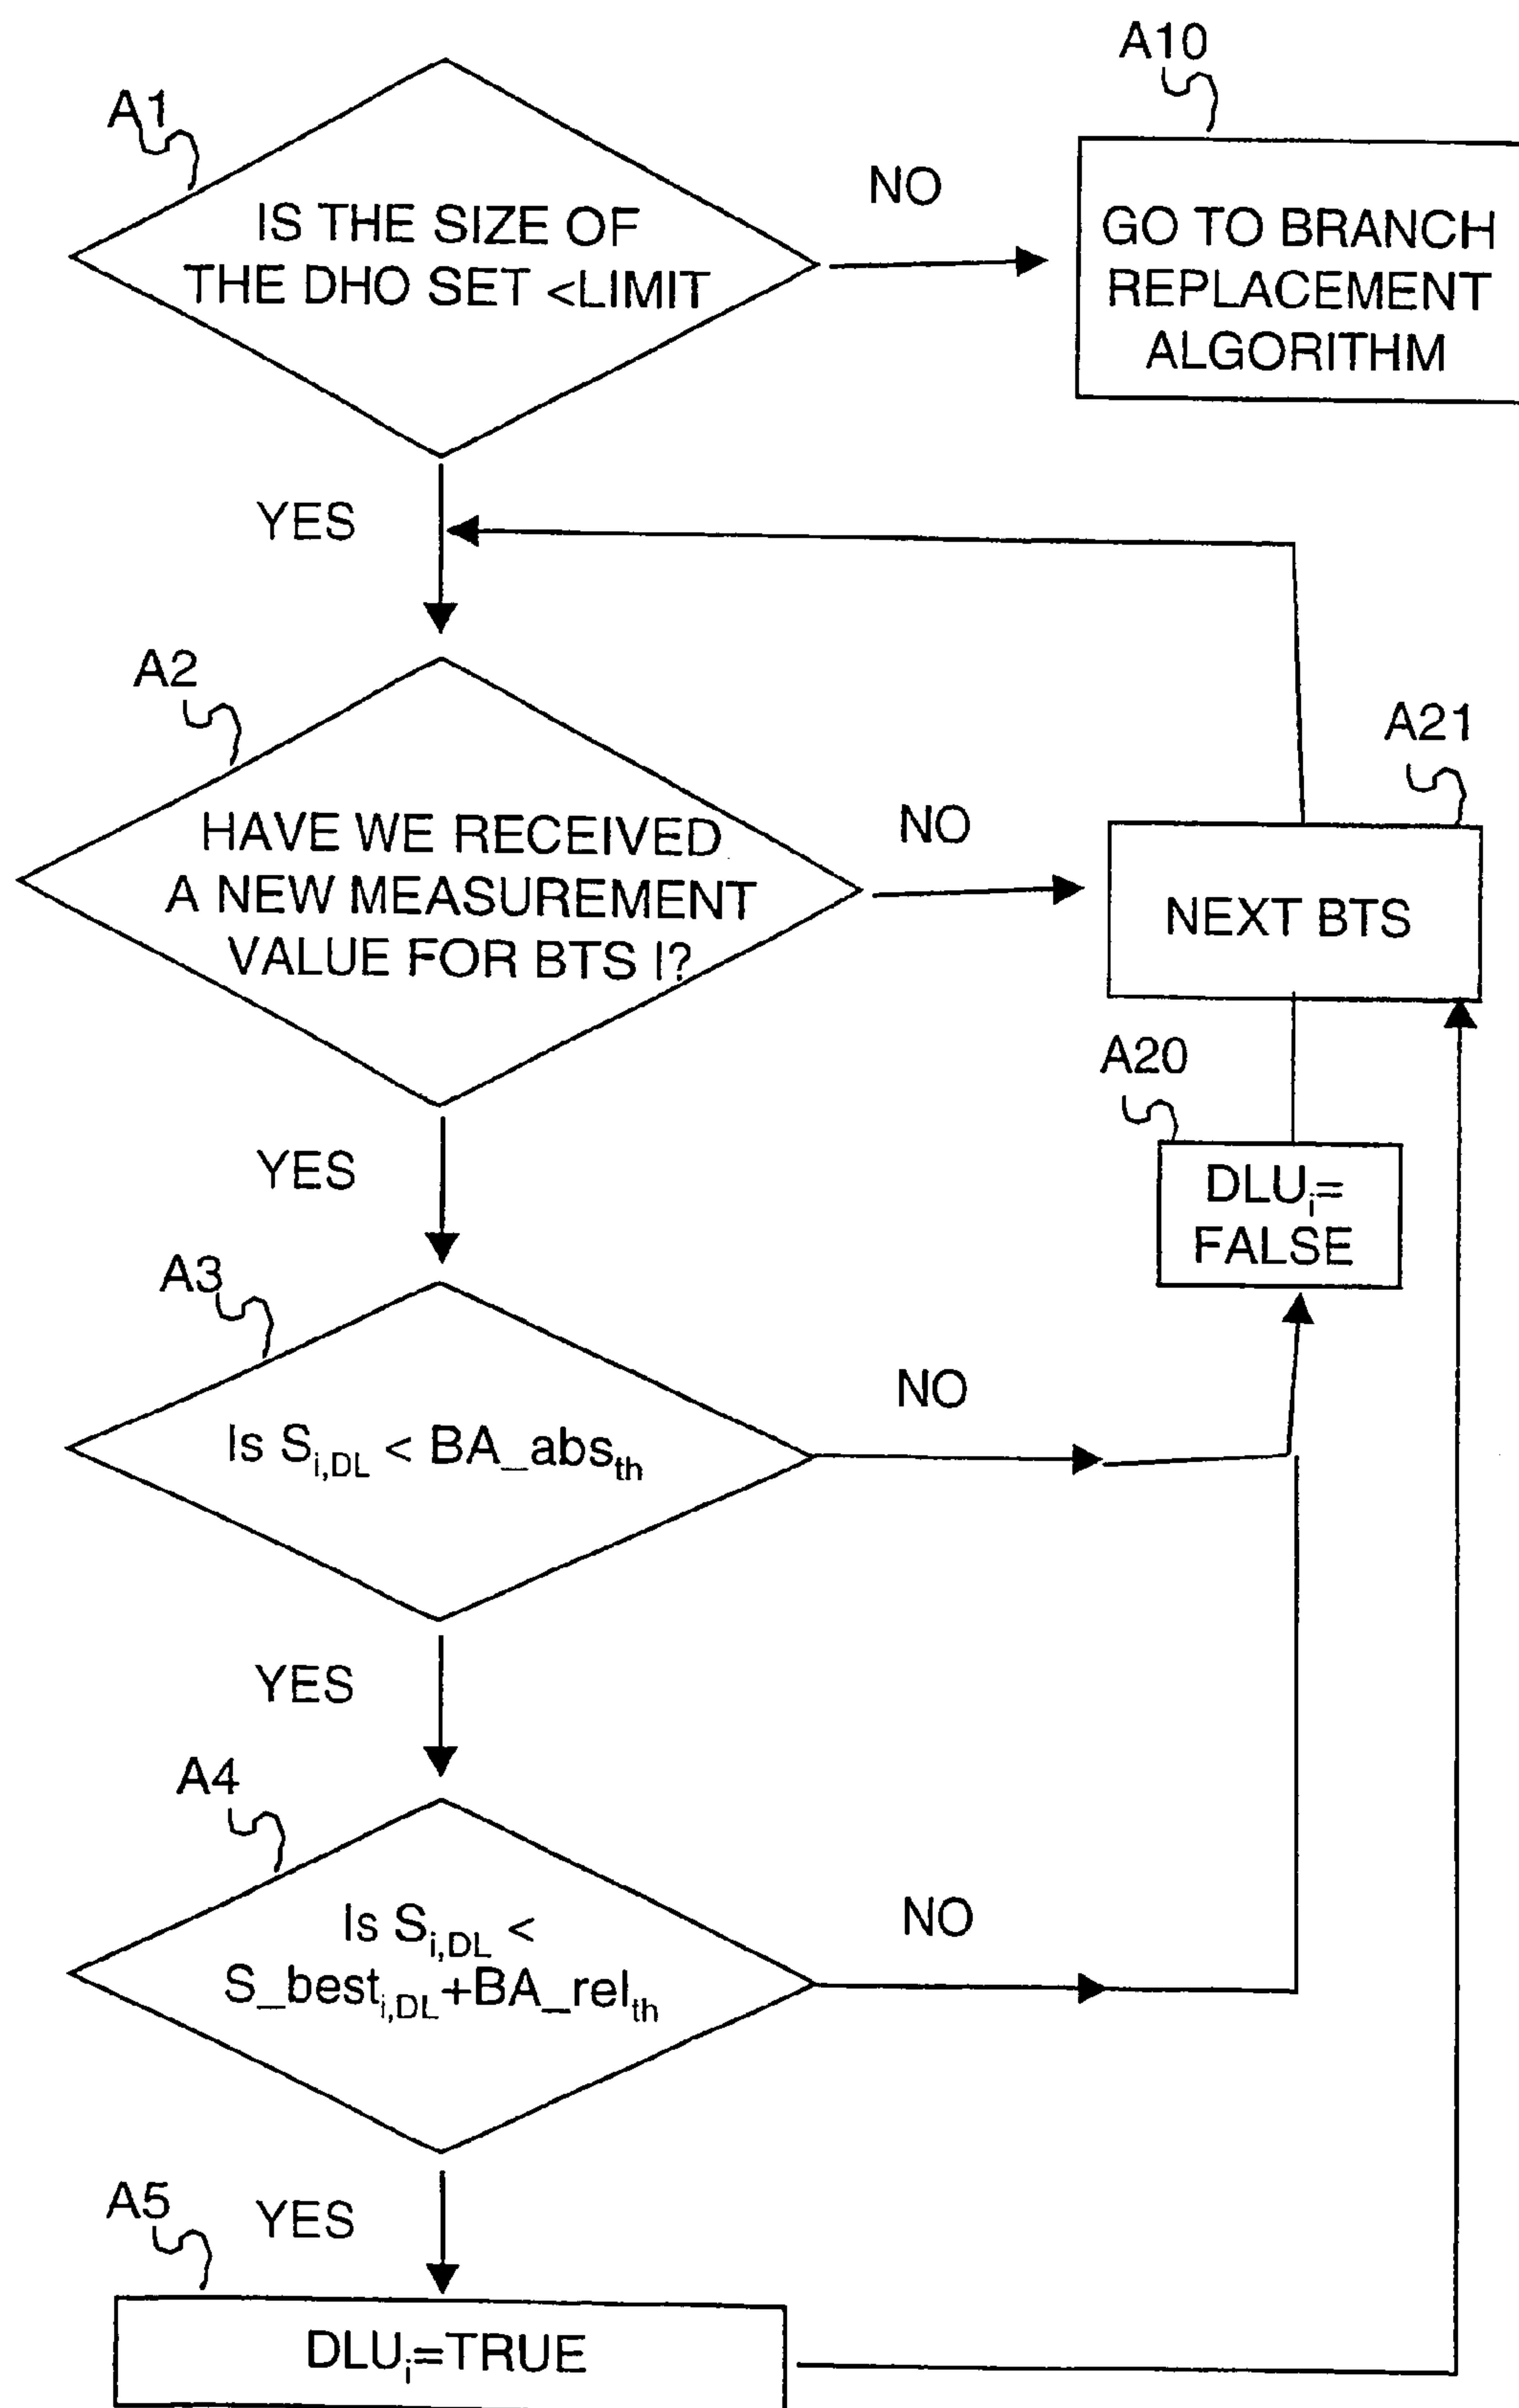 A10
A1
NO
IS THE SIZE OF
THE DHO SET <LIMIT
GO TO BRANCH
REPLACEMENT
ALGORITHM
YES
A2
A21
NO
HAVE WE RECEIVED
A NEW MEASUREMENT
VALUE FOR BTS I?
NEXT BTS
A20
YES
DLUi=
FALSE
A3
NO
Is Si,DL < BA_absth
YES
A4
NO
Is Si,DL <
S_besti,DL+BA_relth
A5
YES
DLUi=TRUE